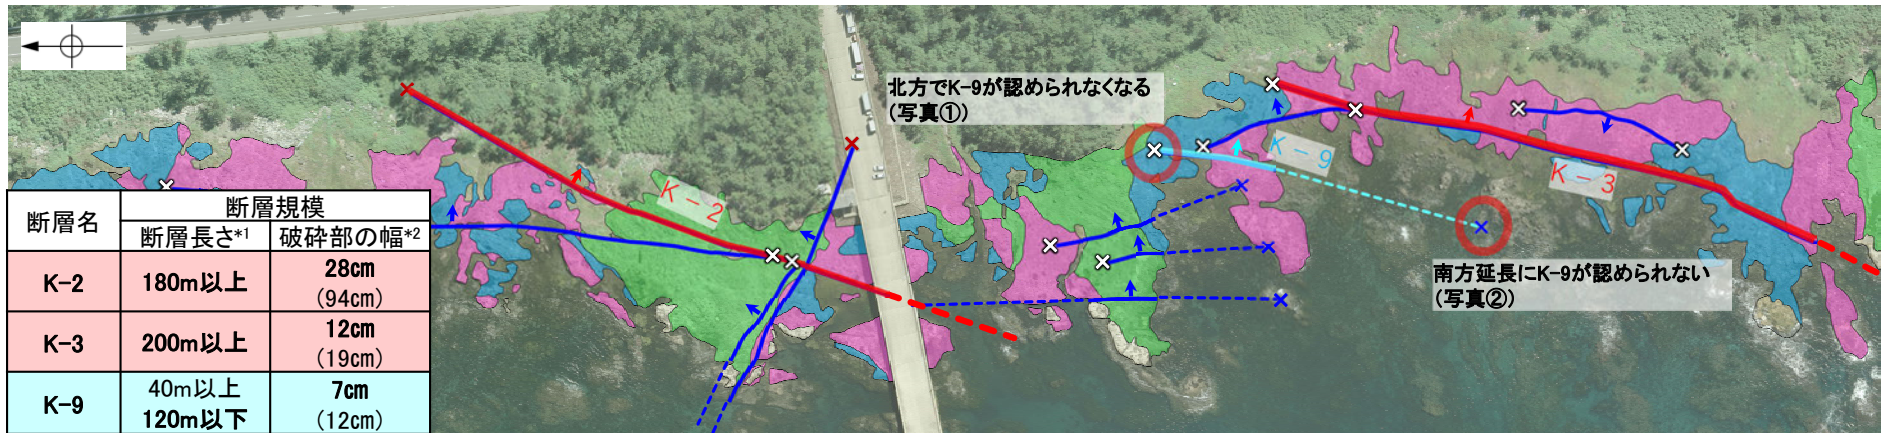 北方でK-9が認められなくなる
(写真①)
K-9
K-2
K-3
南方延長にK-9が認められない
(写真②)
断層名 断層規模
断層長さ*1 破砕部の幅*2
K-2 180m以上 28cm
(94cm)
K-3 200m以上 12cm
(19cm)
K-9 40m以上 7cm
120m以下 (12cm)